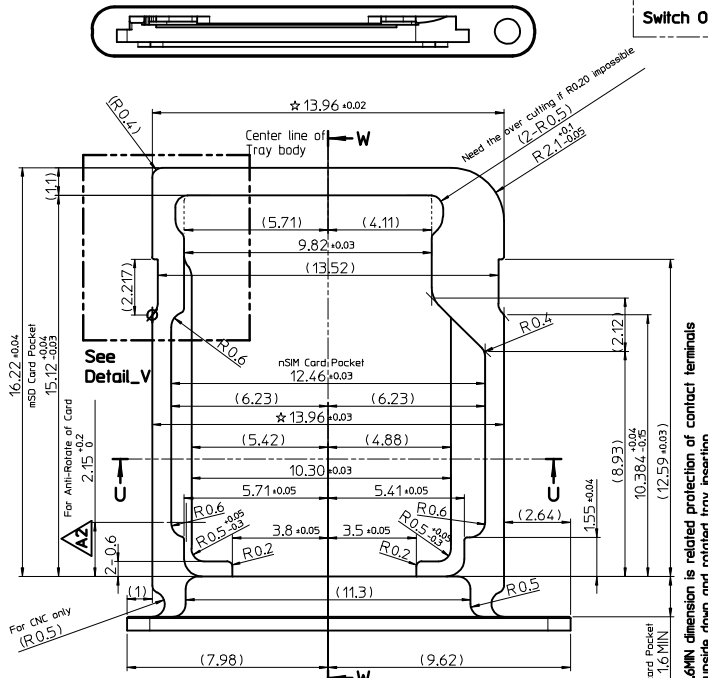 Switch O
(R0.4)
☆13.96 ±0.02
Need the over cutting if R0.20 impossible
(2-R0.5)
R2.1 +0.1 -0.05
Center line of
Tray body
W
(1.1)
(5.71)
(4.11)
9.82 ±0.03
(13.52)
(2.217)
R0.4
(2.12)
R0.6
See
Detail_V
nSIM Card Pocket
12.46 ±0.03
(6.23)
(6.23)
☆13.96 ±0.03
(5.42)
(4.88)
10.30 ±0.03
5.71 ±0.05
5.41 ±0.05
16.22 ±0.04
mSD Card Pocket
15.12 +0.04 -0.03
For Anti-Rotate of Card
2.15 +0.2 0
A2
U
U
R0.6
R0.5 +0.05 -0.3
3.8 ±0.05
3.5 ±0.05
R0.6
R0.5 +0.05 -0.3
R0.2
R0.2
2-0.6
(2.64)
1.55 ±0.04
(8.93)
10.384 +0.04 -0.15
(12.59 ±0.03)
(1)
(11.3)
R0.5
For CNC only
(R0.5)
(7.98)
(9.62)
W
ard Pocket
1.6 MIN
.6MIN dimension is related protection of contact terminals
upside down and rotated tray insertion